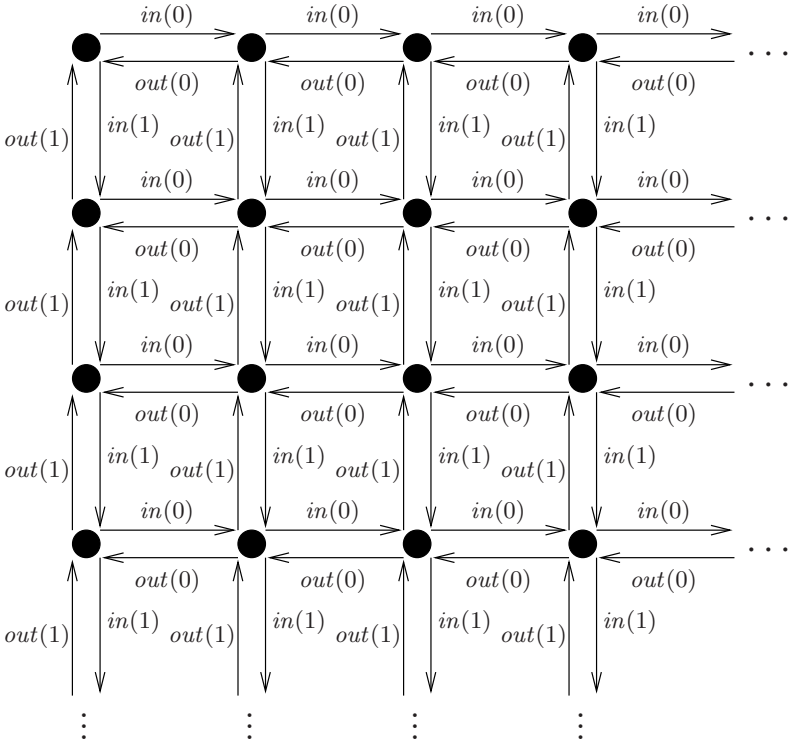 in(0) in(0) in(0) in(0)
...
out(0) out(0) out(0) out(0)
out(1) in(1) out(1) in(1) out(1) in(1) out(1) in(1)
in(0) in(0) in(0) in(0)
...
out(0) out(0) out(0) out(0)
out(1) in(1) out(1) in(1) out(1) in(1) out(1) in(1)
in(0) in(0) in(0) in(0)
...
out(0) out(0) out(0) out(0)
out(1) in(1) out(1) in(1) out(1) in(1) out(1) in(1)
in(0) in(0) in(0) in(0)
...
out(0) out(0) out(0) out(0)
out(1) in(1) out(1) in(1) out(1) in(1) out(1) in(1)
⋮ ⋮ ⋮ ⋮